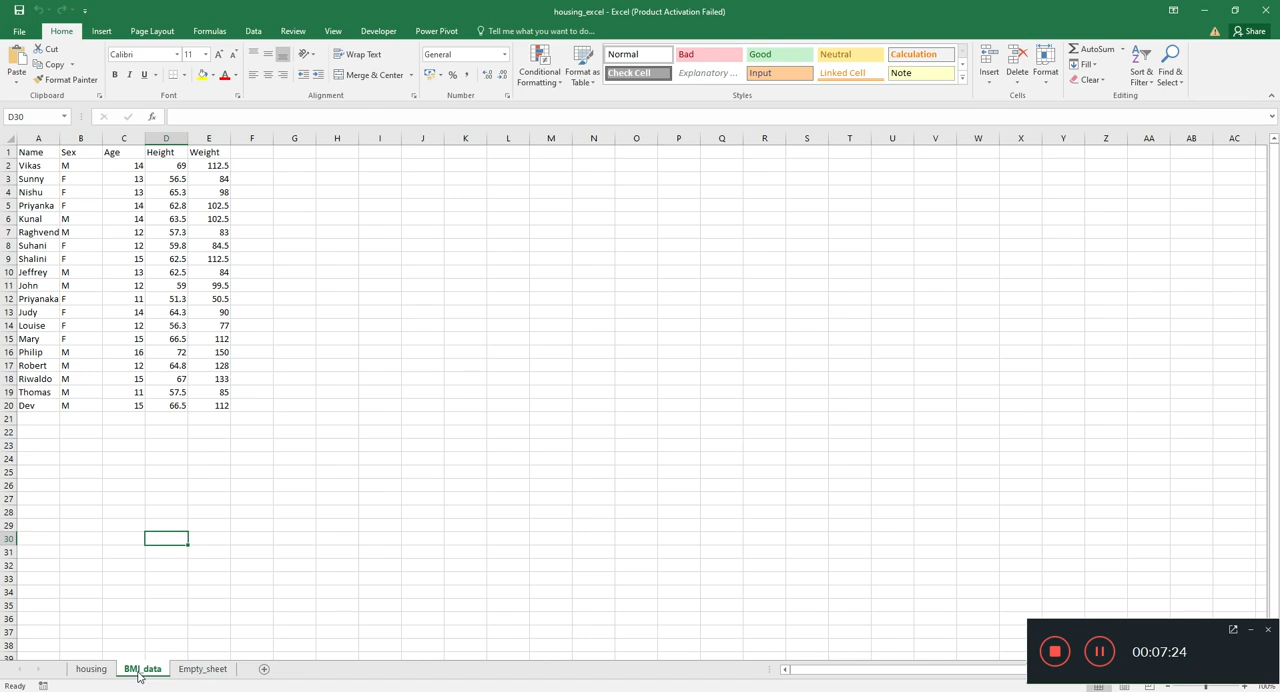 housing_excel - Excel (Product Activation Failed)
File Home Insert Page Layout Formulas Data Review View Developer Power Pivot Tell me what you want to do... Share
Paste Cut Copy Format Painter Clipboard
Calibri 11 B I U Font
Wrap Text Merge & Center Alignment
General % , Number
Conditional Formatting Format as Table
Normal Bad Good Neutral Calculation
Check Cell Explanatory ... Input Linked Cell Note
Styles
Insert Delete Format Cells
AutoSum Fill Clear Sort & Filter Find & Select Editing
D30 fx
A B C D E F G H I J K L M N O P Q R S T U V W X Y Z AA AB AC
1 Name Sex Age Height Weight
2 Vikas M 14 69 112.5
3 Sunny F 13 56.5 84
4 Nishu F 13 65.3 98
5 Priyanka F 14 62.8 102.5
6 Kunal M 14 63.5 102.5
7 Raghvend M 12 57.3 83
8 Suhani F 12 59.8 84.5
9 Shalini F 15 62.5 112.5
10 Jeffrey M 13 62.5 84
11 John M 12 59 99.5
12 Priyanaka F 11 51.3 50.5
13 Judy F 14 64.3 90
14 Louise F 12 56.3 77
15 Mary F 15 66.5 112
16 Philip M 16 72 150
17 Robert M 12 64.8 128
18 Riwaldo M 15 67 133
19 Thomas M 11 57.5 85
20 Dev M 15 66.5 112
21
22
23
24
25
26
27
28
29
30
31
32
33
34
35
36
37
38
39
00:07:24
housing BMI_data Empty_sheet
Ready 100%